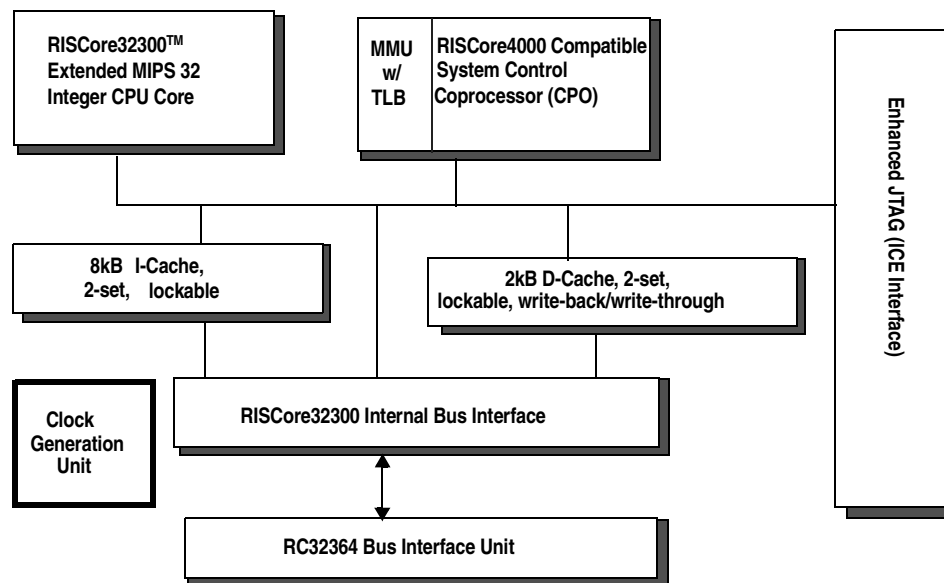 RISCore32300™
Extended MIPS 32
Integer CPU Core
MMU
w/
TLB
RISCore4000 Compatible
System Control
Coprocessor (CPO)
Enhanced JTAG (ICE Interface)
8kB I-Cache,
2-set, lockable
2kB D-Cache, 2-set,
lockable, write-back/write-through
Clock
Generation
Unit
RISCore32300 Internal Bus Interface
RC32364 Bus Interface Unit